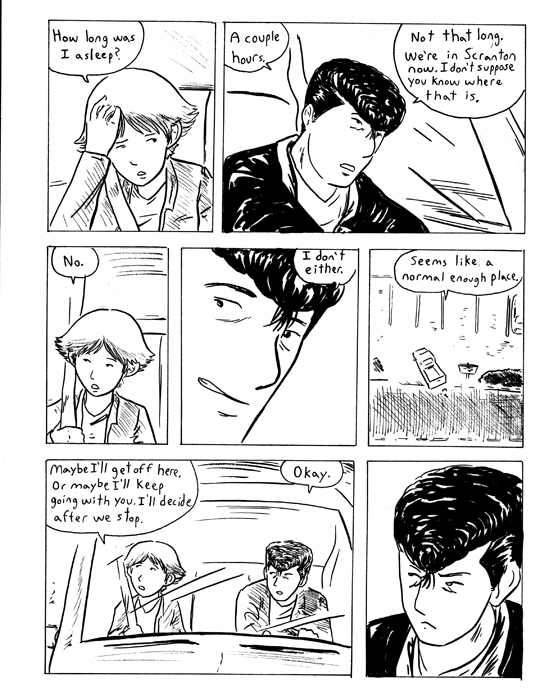 How long was
I asleep?
A couple
hours.
Not that long.
We're in Scranton
now. I don't suppose
you know where
that is.
No.
I don't
either.
Seems like a
normal enough place.
Maybe I'll get off here.
Or maybe I'll keep
going with you. I'll decide
after we stop.
Okay.